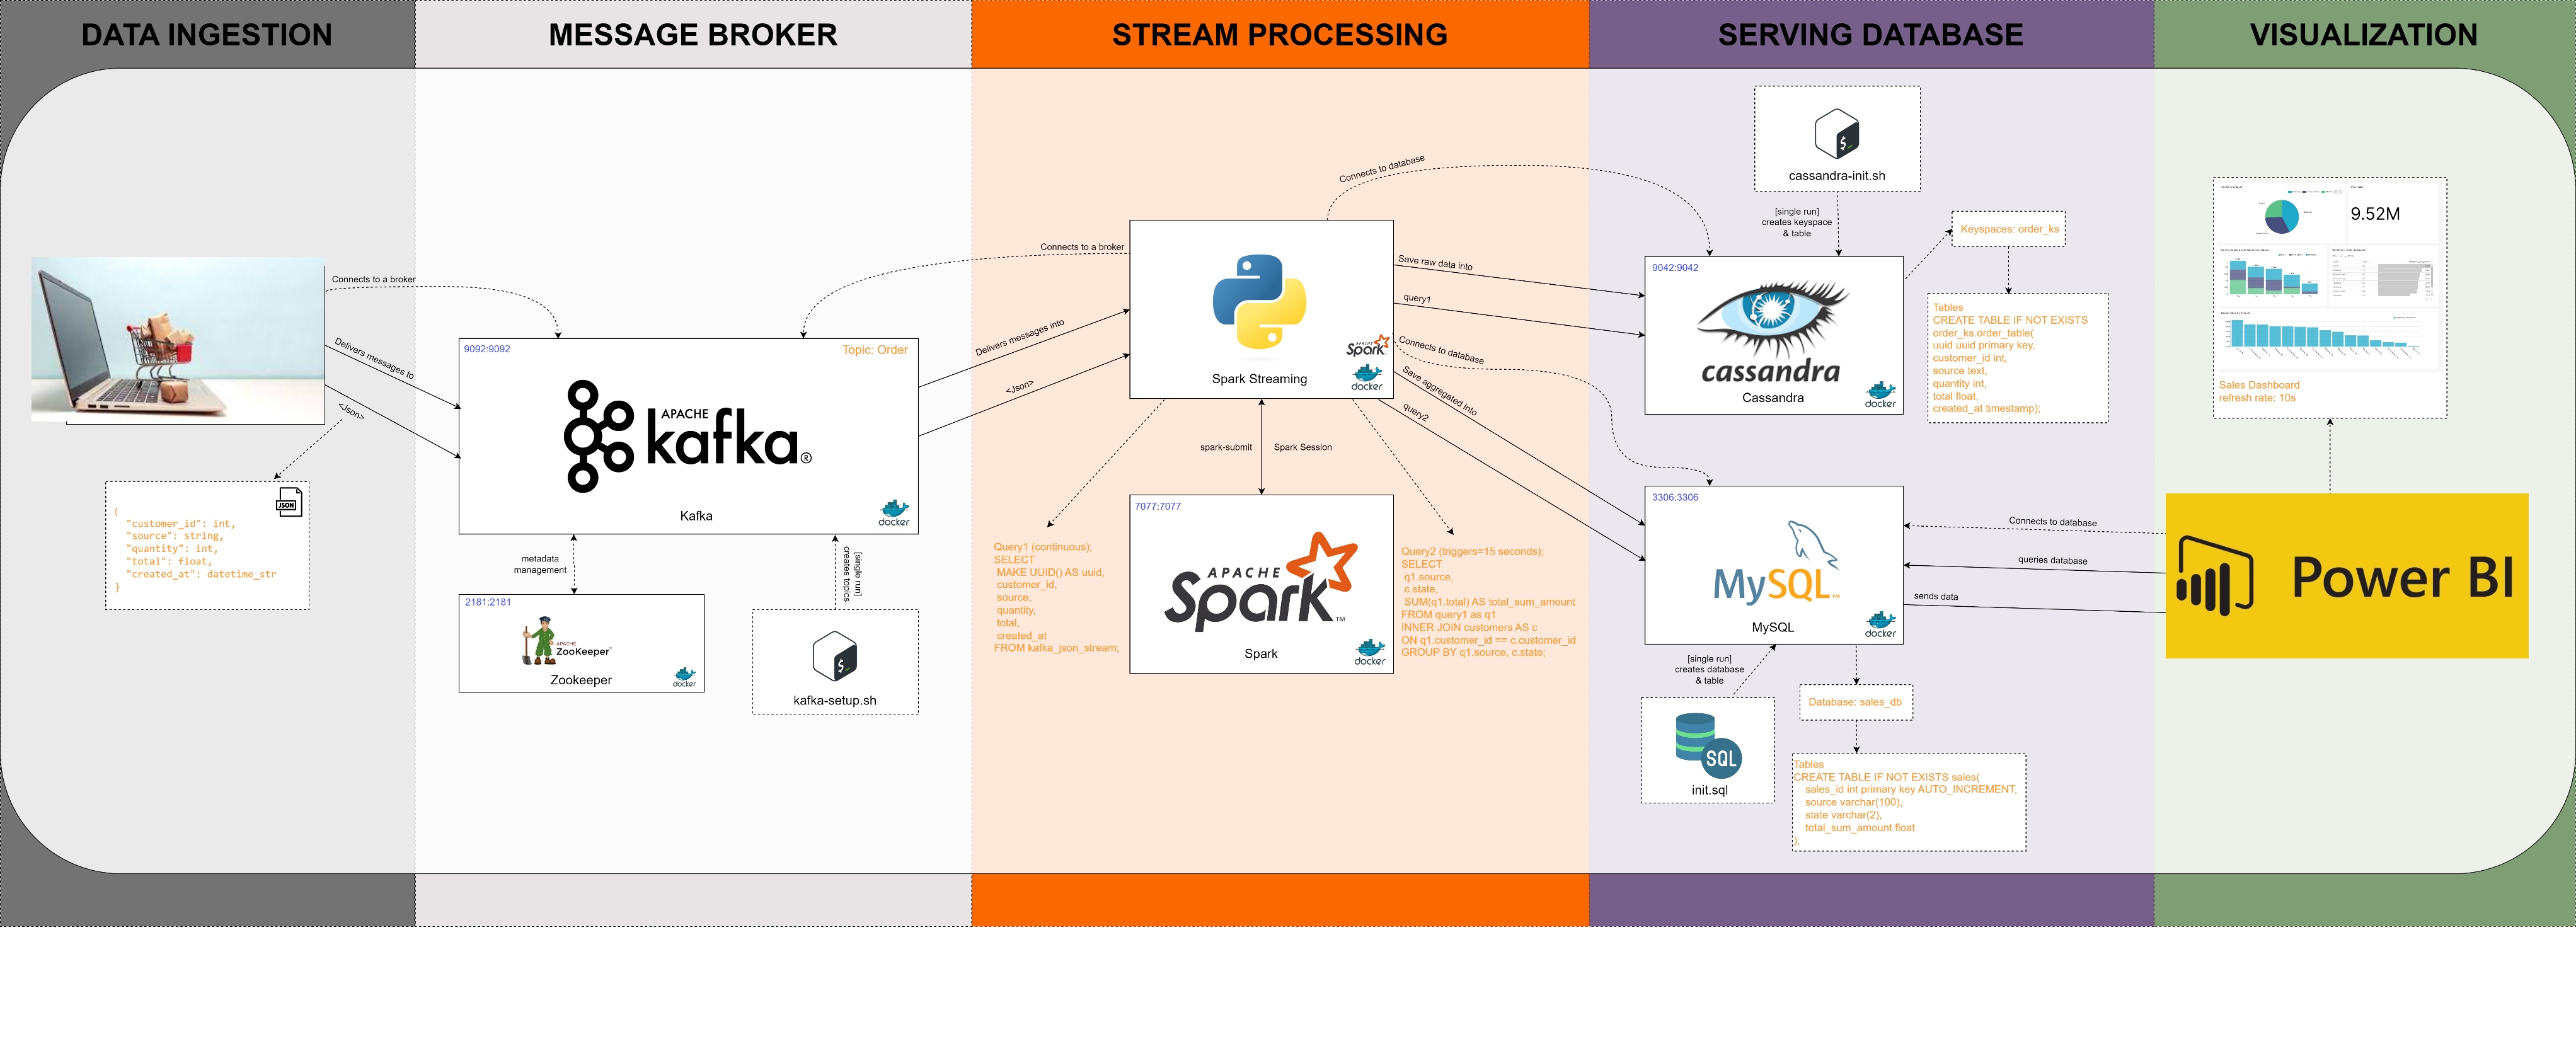 DATA INGESTION
MESSAGE BROKER
STREAM PROCESSING
SERVING DATABASE
VISUALIZATION
Connects to a broker
Delivers messages to
<Json>
JSON
{
"customer_id": int,
"source": string,
"quantity": int,
"total": float,
"created_at": datetime_str
}
9092:9092
Topic: Order
APACHE
kafka®
Kafka
docker
metadata
management
[single run]
creates topics
2181:2181
APACHE
ZooKeeper™
Zookeeper
docker
$_
kafka-setup.sh
Connects to a broker
Delivers messages into
<Json>
Spark Streaming
APACHE
Spark
docker
spark-submit
Spark Session
7077:7077
APACHE
Spark™
Spark
docker
Query1 (continuous);
SELECT
MAKE UUID() AS uuid,
customer_id,
source,
quantity,
total,
created_at
FROM kafka_json_stream;
Query2 (triggers=15 seconds);
SELECT
q1.source,
c.state,
SUM(q1.total) AS total_sum_amount
FROM query1 as q1
INNER JOIN customers AS c
ON q1.customer_id == c.customer_id
GROUP BY q1.source, c.state;
Connects to database
Save raw data into
query1
Connects to database
Save aggregated into
query2
$_
cassandra-init.sh
[single run]
creates keyspace
& table
9042:9042
cassandra
Cassandra
docker
Keyspaces: order_ks
Tables
CREATE TABLE IF NOT EXISTS
order_ks.order_table(
uuid uuid primary key,
customer_id int,
source text,
quantity int,
total float,
created_at timestamp);
3306:3306
MySQL™
MySQL
docker
[single run]
creates database
& table
SQL
init.sql
Database: sales_db
Tables
CREATE TABLE IF NOT EXISTS sales(
sales_id int primary key AUTO_INCREMENT,
source varchar(100),
state varchar(2),
total_sum_amount float
);
Connects to database
queries database
sends data
9.52M
Sales Dashboard
refresh rate: 10s
Power BI